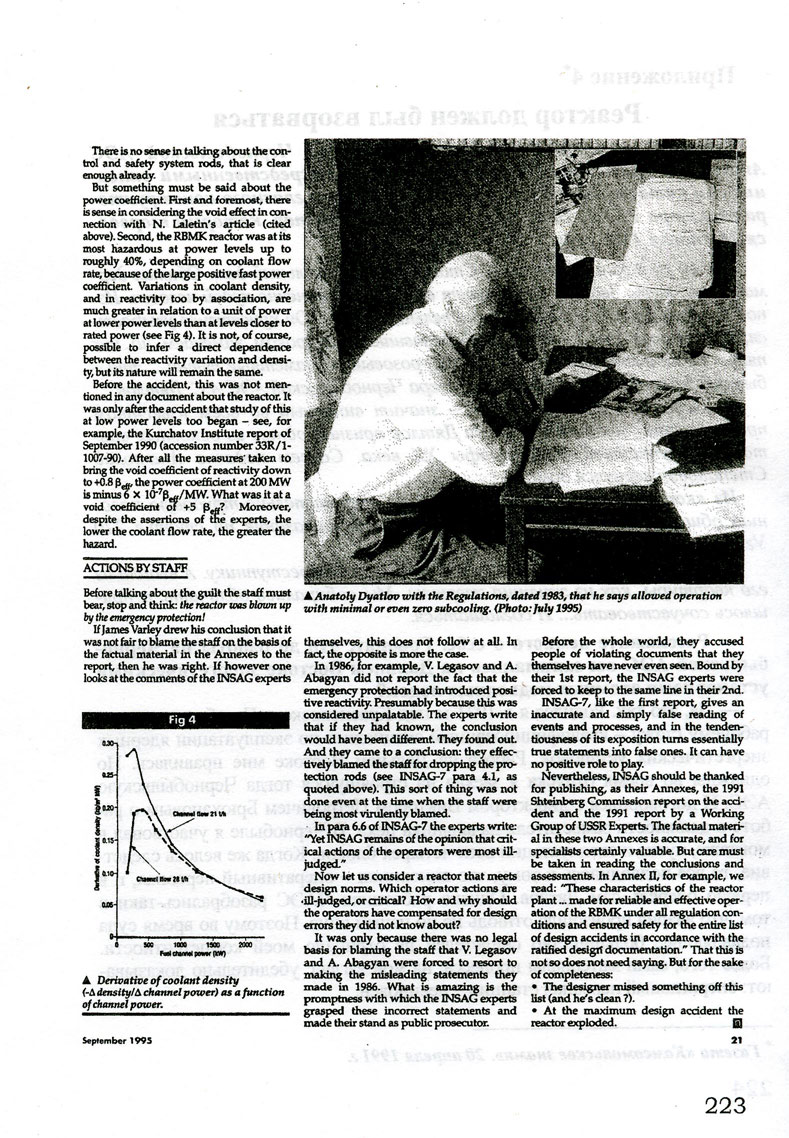 There is no sense in talking about the con-
trol and safety system rods, that is clear
enough already.
But something must be said about the
power coefficient. First and foremost, there
is sense in considering the void effect in con-
nection with N. Laletin's article (cited
above). Second, the RBMK reactor was at its
most hazardous at power levels up to
roughly 40%, depending on coolant flow
rate, because of the large positive fast power
coefficient. Variations in coolant density,
and in reactivity too by association, are
much greater in relation to a unit of power
at lower power levels than at levels closer to
rated power (see Fig 4). It is not, of course,
possible to infer a direct dependence
between the reactivity variation and densi-
ty, but its nature will remain the same.
Before the accident, this was not men-
tioned in any document about the reactor. It
was only after the accident that study of this
at low power levels too began – see, for
example, the Kurchatov Institute report of
September 1990 (accession number 33R/1-
1007-90). After all the measures taken to
bring the void coefficient of reactivity down
to +0.8 βeff, the power coefficient at 200 MW
is minus 6 × 10⁻⁷βeff/MW. What was it at a
void coefficient of +5 βeff? Moreover,
despite the assertions of the experts, the
lower the coolant flow rate, the greater the
hazard.
ACTIONS BY STAFF
Before talking about the guilt the staff must
bear, stop and think: the reactor was blown up
by the emergency protection!
If James Varley drew his conclusion that it
was not fair to blame the staff on the basis of
the factual material in the Annexes to the
report, then he was right. If however one
looks at the comments of the INSAG experts
Fig 4
Derivative of coolant density (kg/m³ kW)
0.30
0.25
0.20
0.15
0.10
0.05
0
Channel flow 21 t/h
Channel flow 28 t/h
0 500 1000 1500 2000
Fuel channel power (kW)
▲ Derivative of coolant density
(-Δ density/Δ channel power) as a function
of channel power.
▲ Anatoly Dyatlov with the Regulations, dated 1983, that he says allowed operation
with minimal or even zero subcooling. (Photo: July 1995)
themselves, this does not follow at all. In
fact, the opposite is more the case.
In 1986, for example, V. Legasov and A.
Abagyan did not report the fact that the
emergency protection had introduced posi-
tive reactivity. Presumably because this was
considered unpalatable. The experts write
that if they had known, the conclusion
would have been different. They found out.
And they came to a conclusion: they effec-
tively blamed the staff for dropping the pro-
tection rods (see INSAG-7 para 4.1, as
quoted above). This sort of thing was not
done even at the time when the staff were
being most virulently blamed.
In para 6.6 of INSAG-7 the experts write:
"Yet INSAG remains of the opinion that crit-
ical actions of the operators were most ill-
judged."
Now let us consider a reactor that meets
design norms. Which operator actions are
ill-judged, or critical? How and why should
the operators have compensated for design
errors they did not know about?
It was only because there was no legal
basis for blaming the staff that V. Legasov
and A. Abagyan were forced to resort to
making the misleading statements they
made in 1986. What is amazing is the
promptness with which the INSAG experts
grasped these incorrect statements and
made their stand as public prosecutor.
Before the whole world, they accused
people of violating documents that they
themselves have never even seen. Bound by
their 1st report, the INSAG experts were
forced to keep to the same line in their 2nd.
INSAG-7, like the first report, gives an
inaccurate and simply false reading of
events and processes, and in the tenden-
tiousness of its exposition turns essentially
true statements into false ones. It can have
no positive role to play.
Nevertheless, INSAG should be thanked
for publishing, as their Annexes, the 1991
Shteinberg Commission report on the acci-
dent and the 1991 report by a Working
Group of USSR Experts. The factual materi-
al in these two Annexes is accurate, and for
specialists certainly valuable. But care must
be taken in reading the conclusions and
assessments. In Annex II, for example, we
read: "These characteristics of the reactor
plant ... made for reliable and effective oper-
ation of the RBMK under all regulation con-
ditions and ensured safety for the entire list
of design accidents in accordance with the
ratified design documentation." That this is
not so does not need saying. But for the sake
of completeness:
• The designer missed something off this
list (and he's clean ?).
• At the maximum design accident the
reactor exploded.
September 1995
21
223